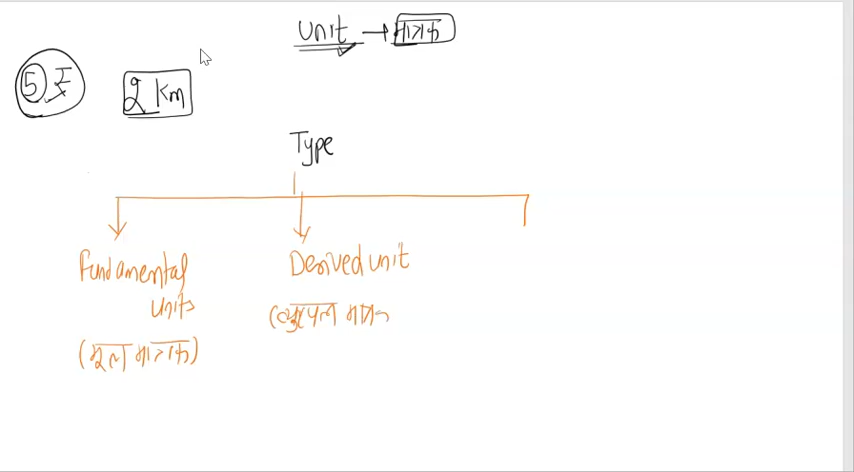 Unit → मात्रक
5 ₹
2 Km
Type
Fundamental
units
(मूल मात्रक)
Derived unit
(व्युत्पन्न मात्रक